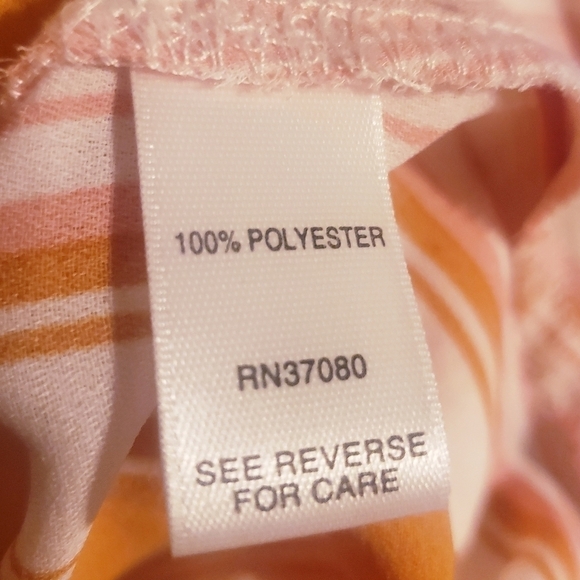 100% POLYESTER
RN37080
SEE REVERSE
FOR CARE